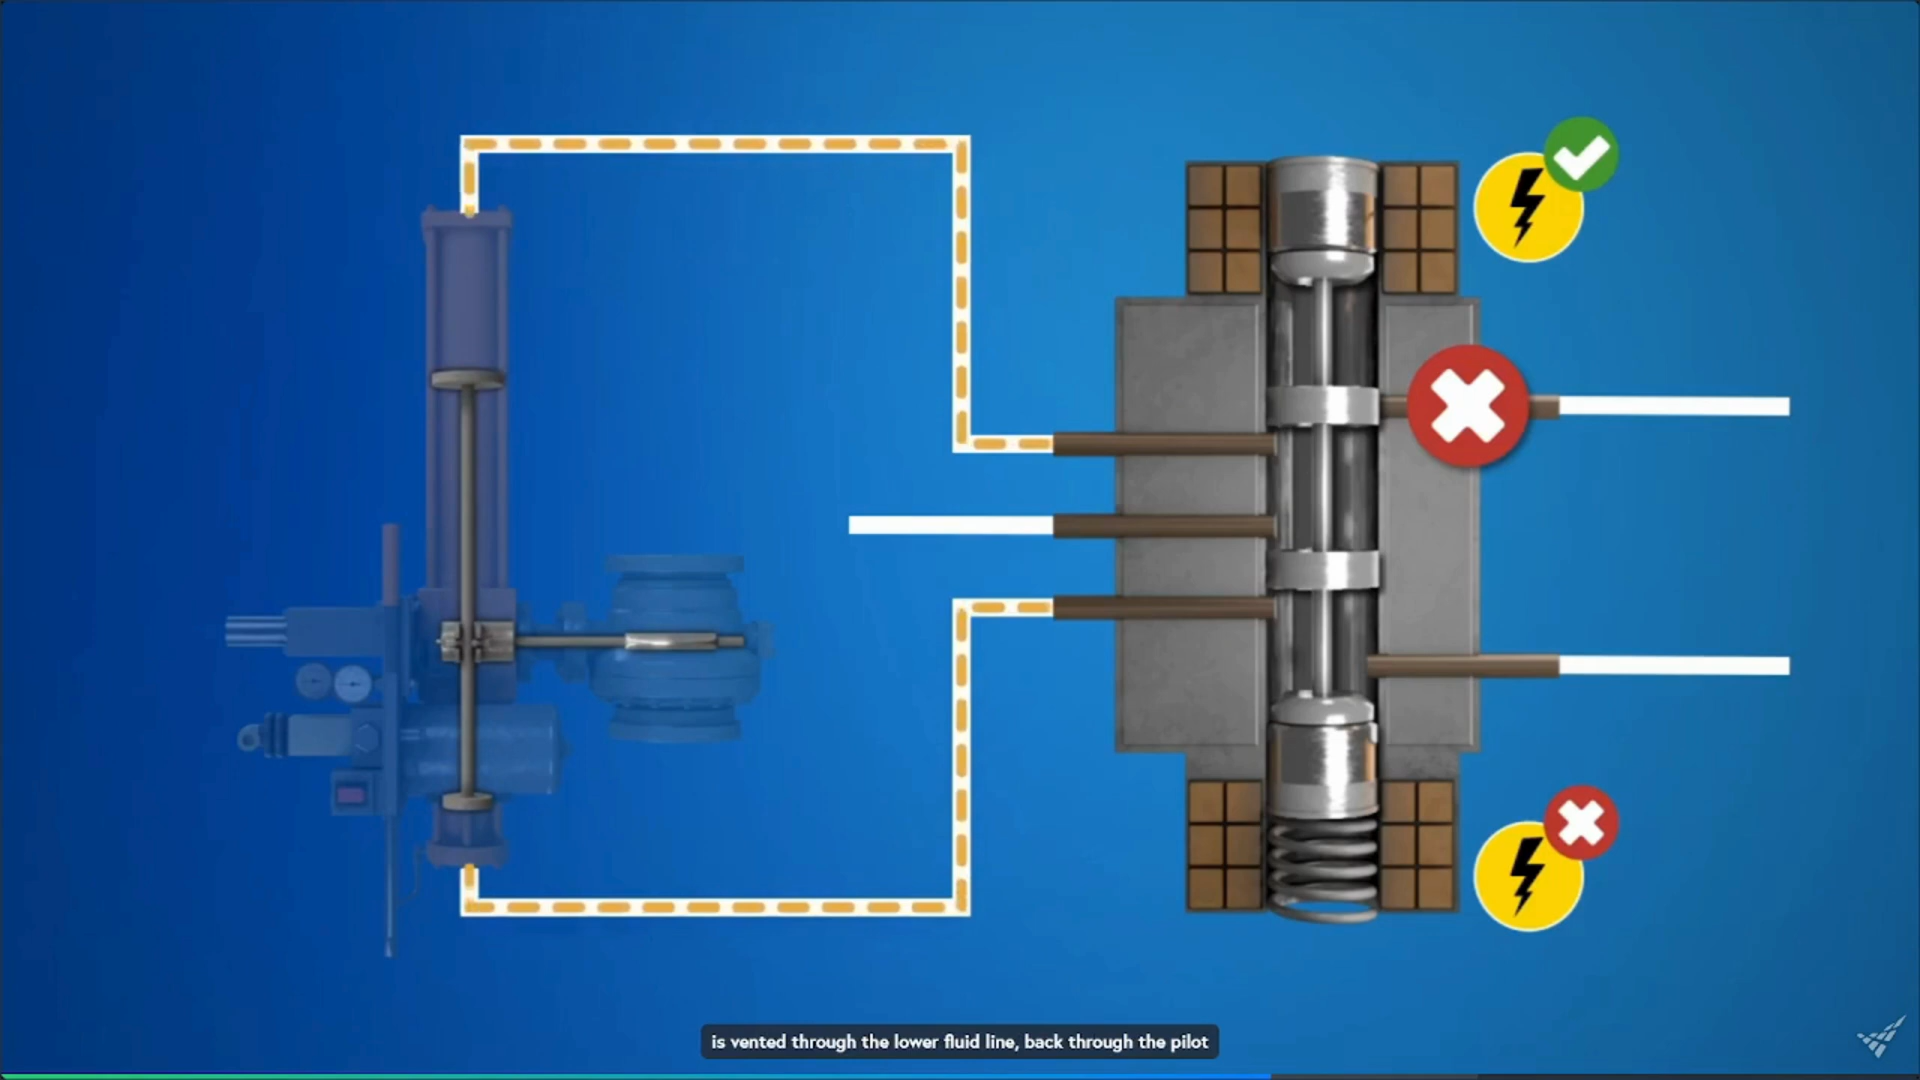 is vented through the lower fluid line, back through the pilot